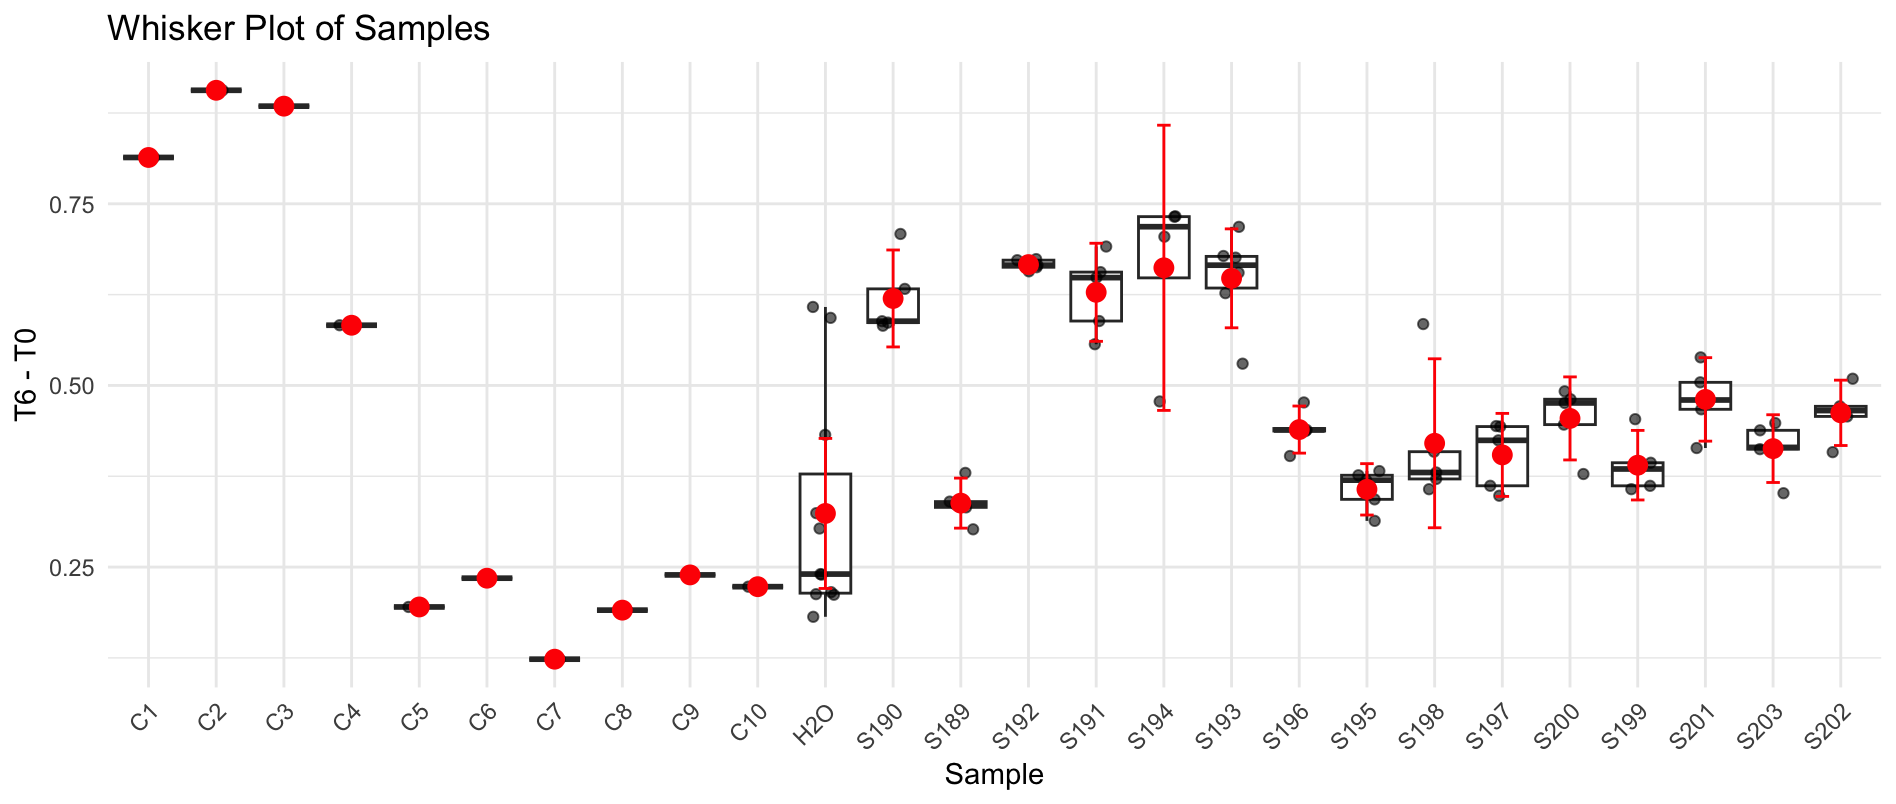 Whisker Plot of Samples
T6 - T0
0.75
0.50
0.25
C1 C2 C3 C4 C5 C6 C7 C8 C9 C10 H2O S190 S189 S192 S191 S194 S193 S196 S195 S198 S197 S200 S199 S201 S203 S202
Sample